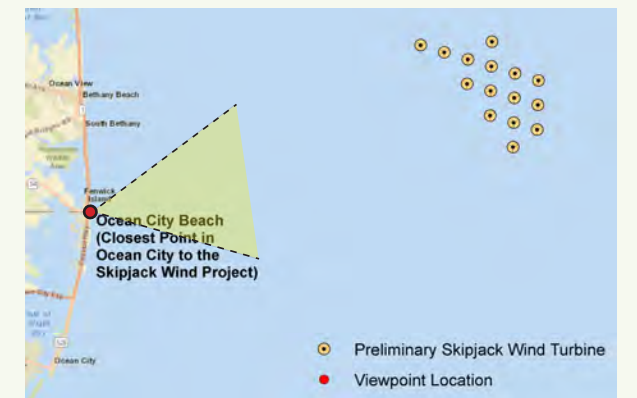 Ocean View
Bethany Beach
South Bethany
Fenwick
Island
Ocean City Beach
(Closest Point in
Ocean City to the
Skipjack Wind Project)
Ocean City
Preliminary Skipjack Wind Turbine
Viewpoint Location